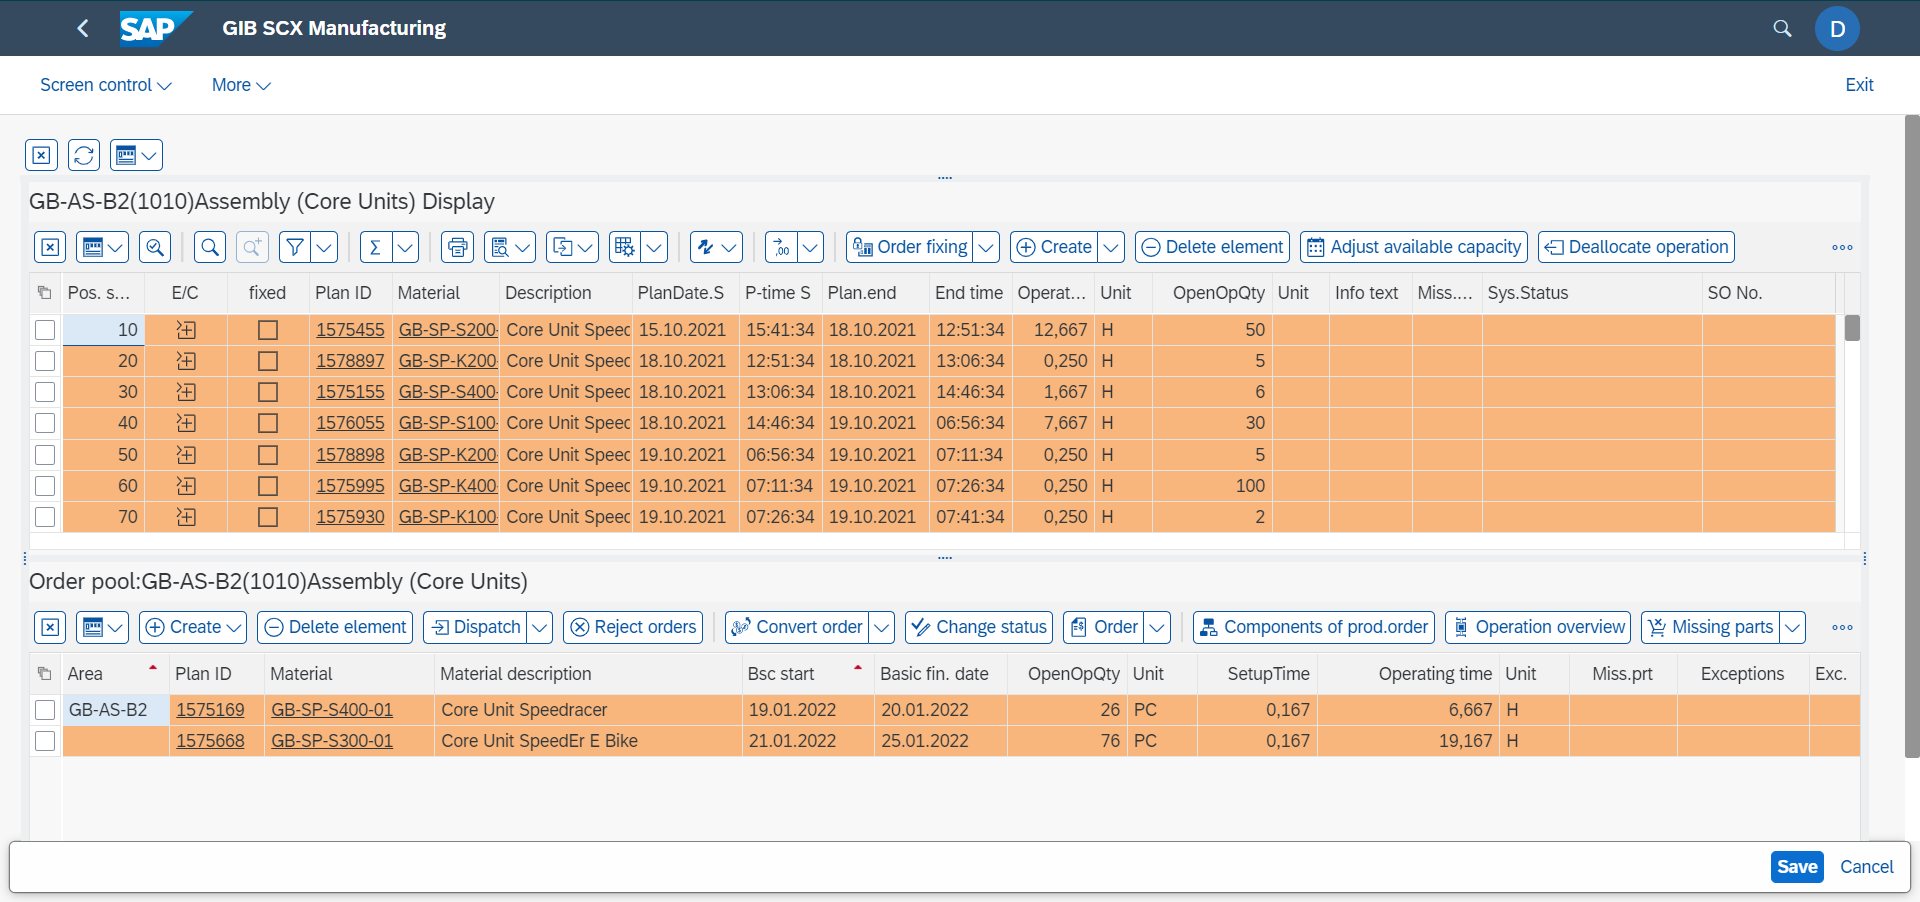 SAP GIB SCX Manufacturing D
Screen control More Exit
GB-AS-B2(1010)Assembly (Core Units) Display
Order fixing Create Delete element Adjust available capacity Deallocate operation
Pos. s... E/C fixed Plan ID Material Description PlanDate.S P-time S Plan.end End time Operat... Unit OpenOpQty Unit Info text Miss.... Sys.Status SO No.
10 1575455 GB-SP-S200- Core Unit Speed 15.10.2021 15:41:34 18.10.2021 12:51:34 12,667 H 50
20 1578897 GB-SP-K200- Core Unit Speed 18.10.2021 12:51:34 18.10.2021 13:06:34 0,250 H 5
30 1575155 GB-SP-S400- Core Unit Speed 18.10.2021 13:06:34 18.10.2021 14:46:34 1,667 H 6
40 1576055 GB-SP-S100- Core Unit Speed 18.10.2021 14:46:34 19.10.2021 06:56:34 7,667 H 30
50 1578898 GB-SP-K200- Core Unit Speed 19.10.2021 06:56:34 19.10.2021 07:11:34 0,250 H 5
60 1575995 GB-SP-K400- Core Unit Speed 19.10.2021 07:11:34 19.10.2021 07:26:34 0,250 H 100
70 1575930 GB-SP-K100- Core Unit Speed 19.10.2021 07:26:34 19.10.2021 07:41:34 0,250 H 2
Order pool:GB-AS-B2(1010)Assembly (Core Units)
Create Delete element Dispatch Reject orders Convert order Change status Order Components of prod.order Operation overview Missing parts
Area Plan ID Material Material description Bsc start Basic fin. date OpenOpQty Unit SetupTime Operating time Unit Miss.prt Exceptions Exc.
GB-AS-B2 1575169 GB-SP-S400-01 Core Unit Speedracer 19.01.2022 20.01.2022 26 PC 0,167 6,667 H
1575668 GB-SP-S300-01 Core Unit SpeedEr E Bike 21.01.2022 25.01.2022 76 PC 0,167 19,167 H
Save Cancel